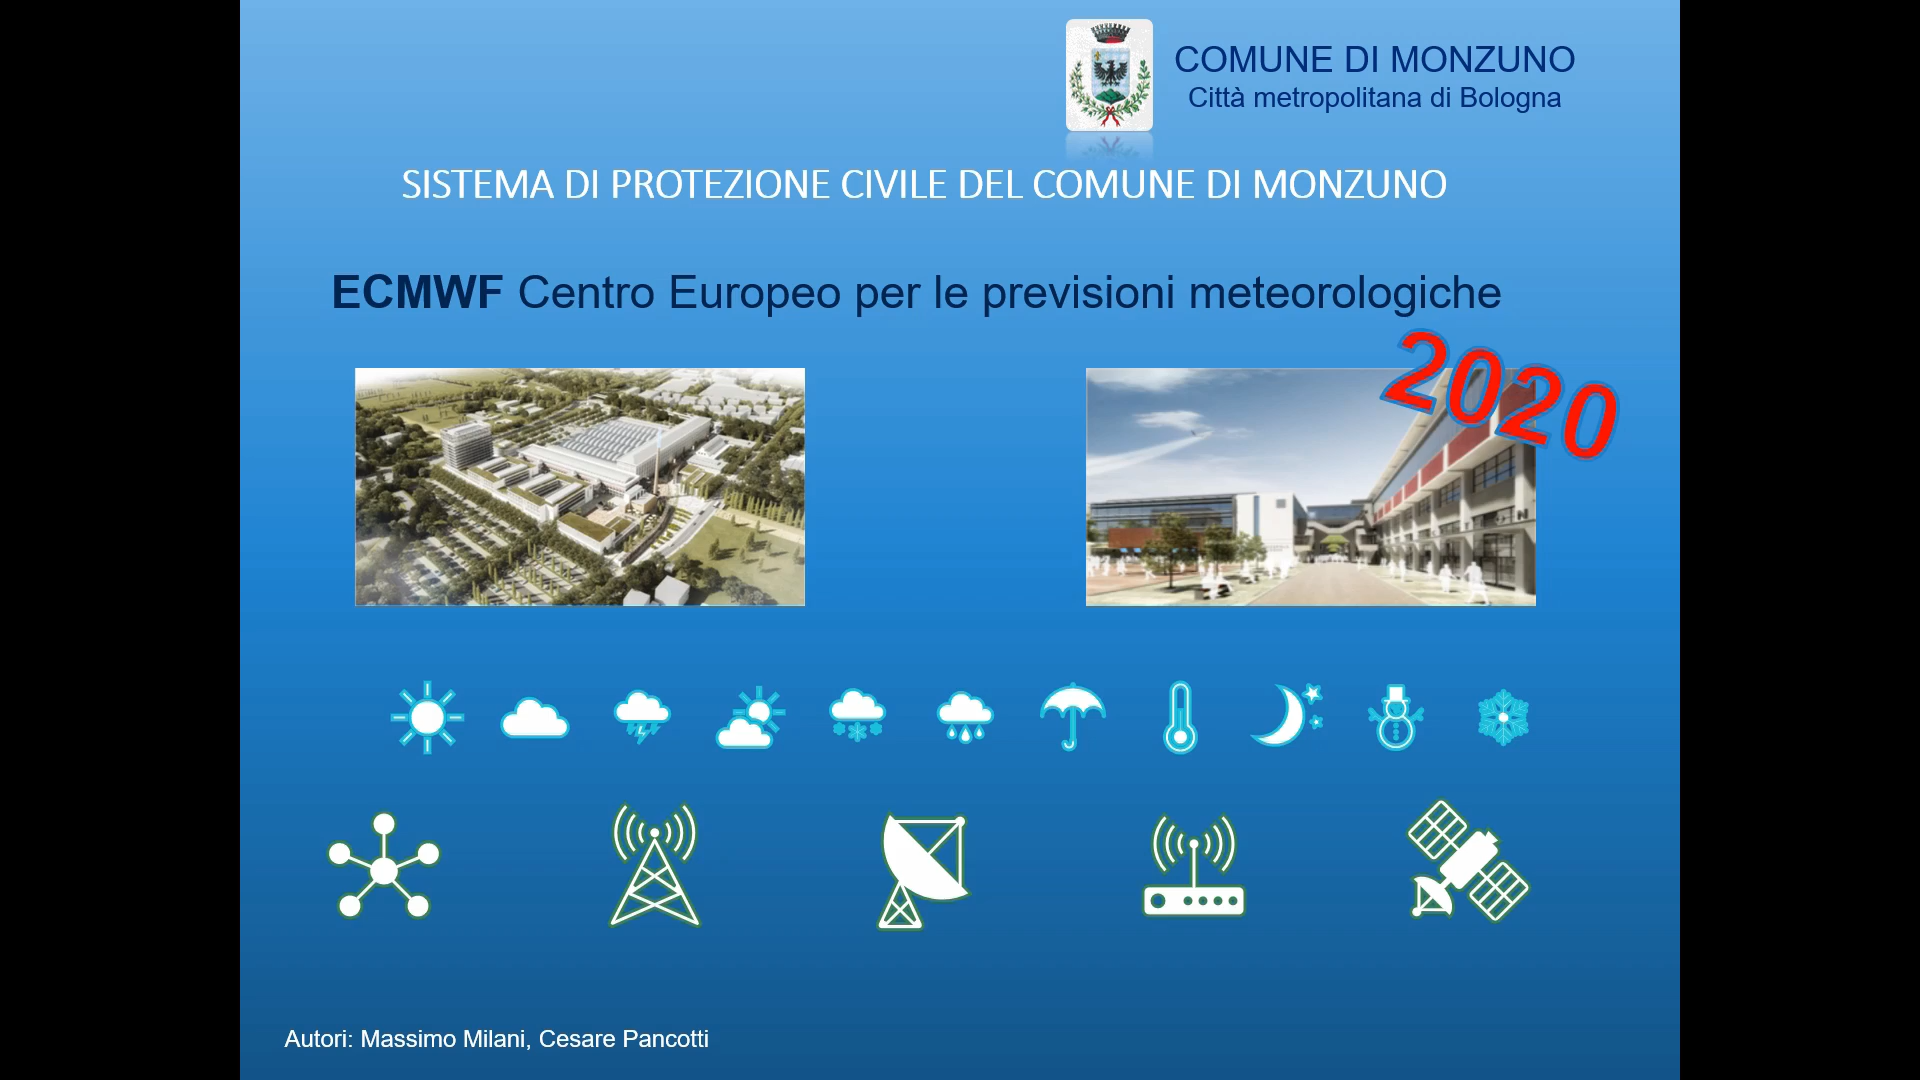 COMUNE DI MONZUNO
Città metropolitana di Bologna
SISTEMA DI PROTEZIONE CIVILE DEL COMUNE DI MONZUNO
ECMWF Centro Europeo per le previsioni meteorologiche
2020
Autori: Massimo Milani, Cesare Pancotti